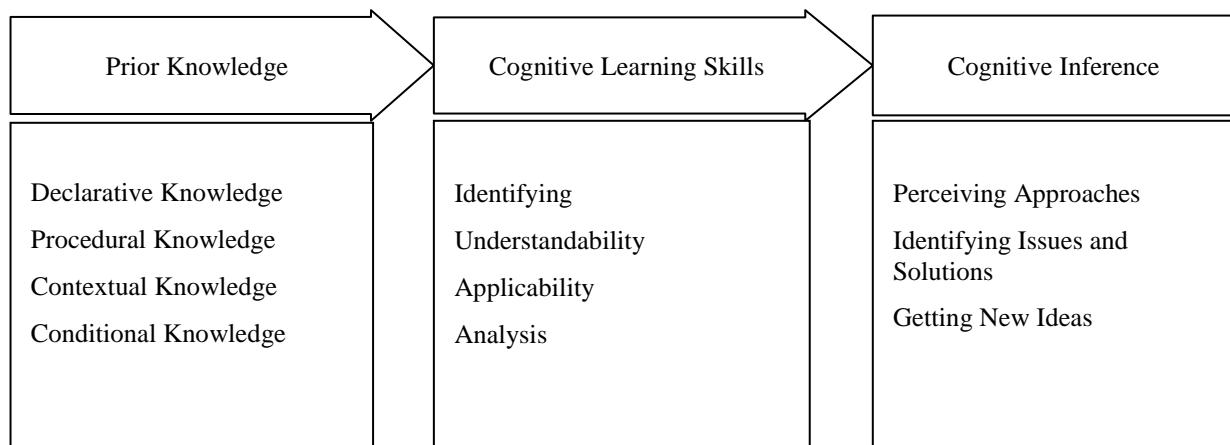 Prior Knowledge
Cognitive Learning Skills
Cognitive Inference
Declarative Knowledge
Procedural Knowledge
Contextual Knowledge
Conditional Knowledge
Identifying
Understandability
Applicability
Analysis
Perceiving Approaches
Identifying Issues and
Solutions
Getting New Ideas